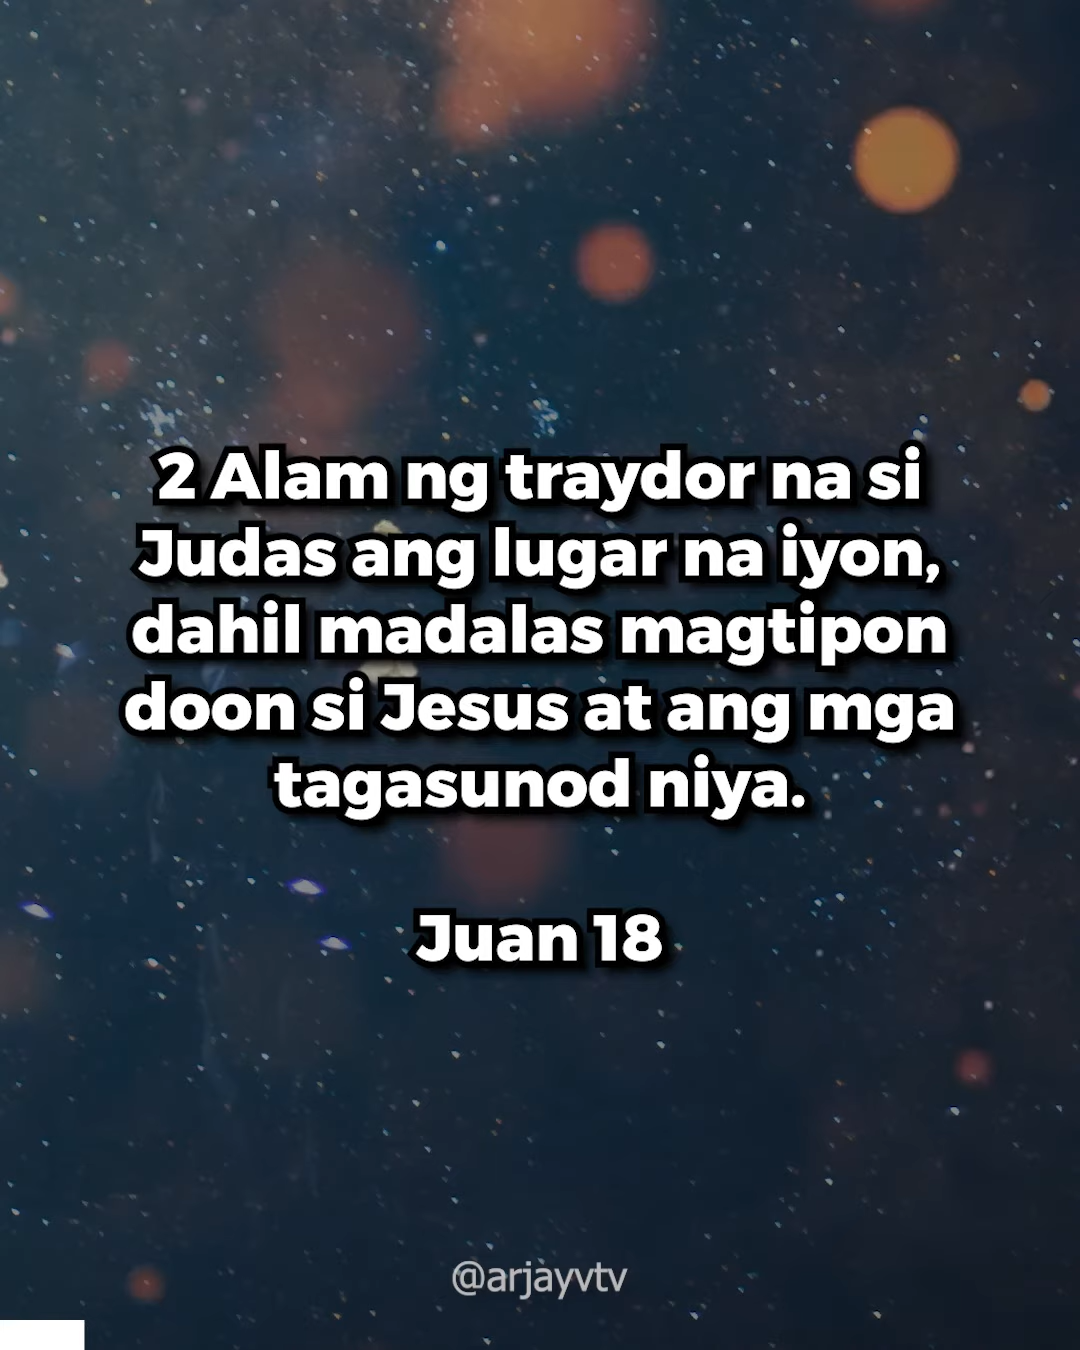 2 Alam ng traydor na si
Judas ang lugar na iyon,
dahil madalas magtipon
doon si Jesus at ang mga
tagasunod niya.
Juan 18
@arjayvtv